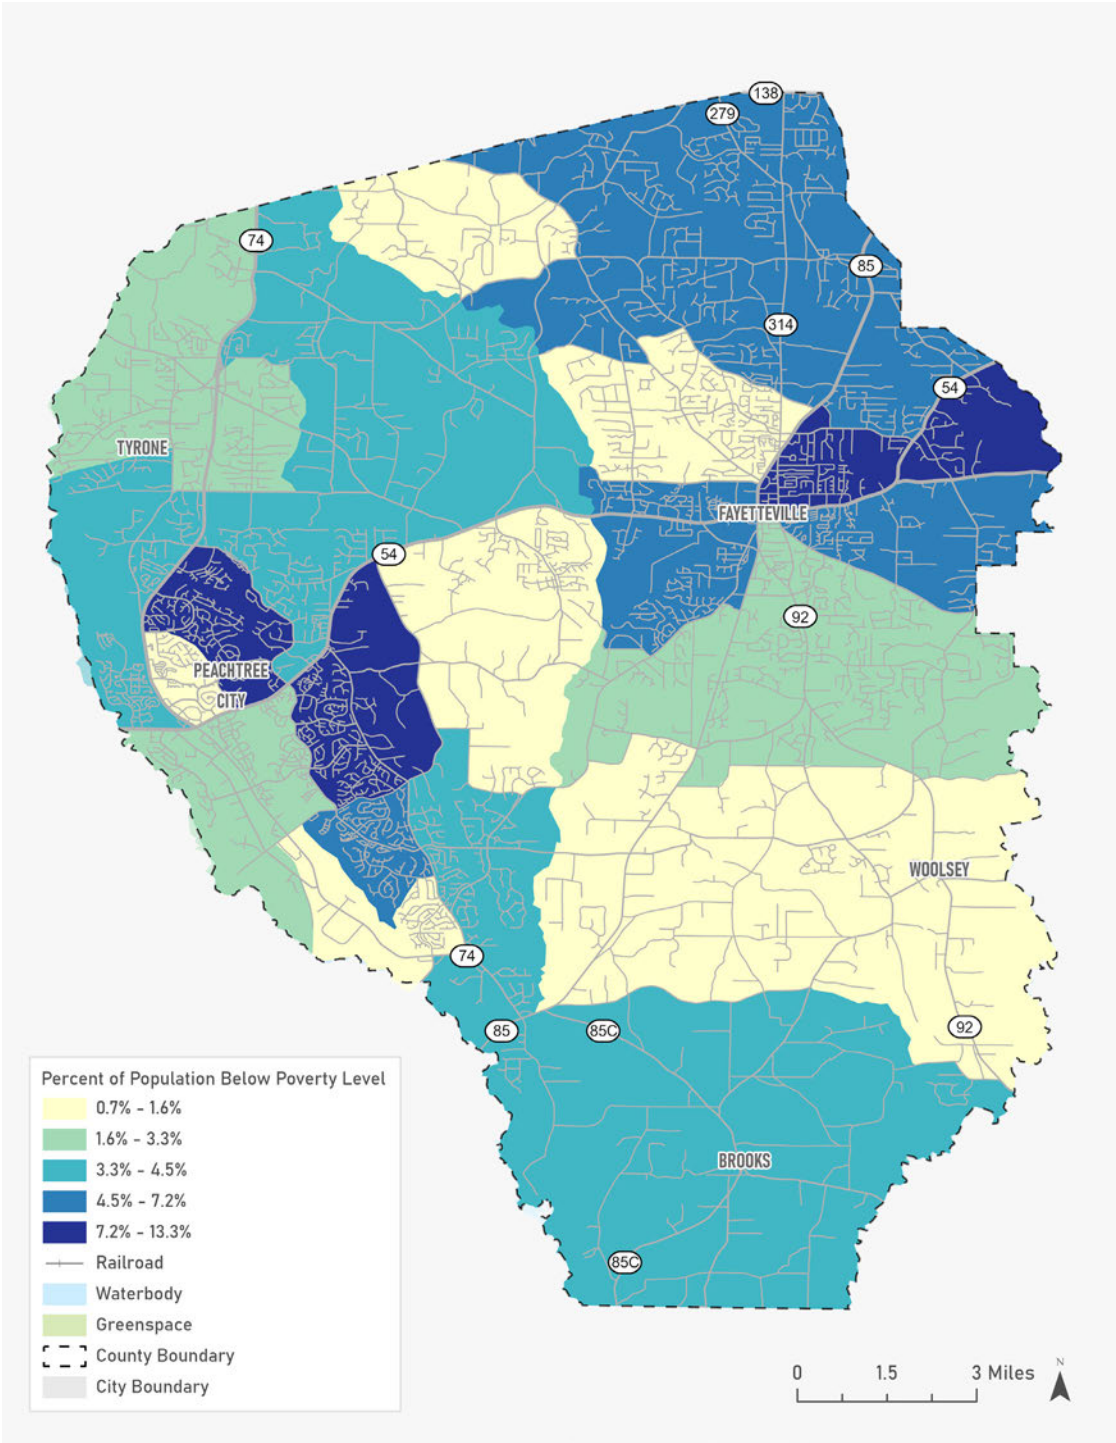 138
279
74
85
314
54
TYRONE
FAYETTEVILLE
54
92
PEACHTREE
CITY
WOOLSEY
74
85
85C
92
BROOKS
85C
Percent of Population Below Poverty Level
0.7% - 1.6%
1.6% - 3.3%
3.3% - 4.5%
4.5% - 7.2%
7.2% - 13.3%
Railroad
Waterbody
Greenspace
County Boundary
City Boundary
0 1.5 3 Miles
N